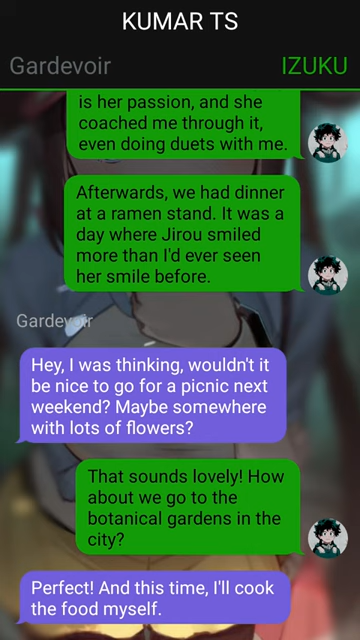 KUMAR TS
Gardevoir
IZUKU
is her passion, and she
coached me through it,
even doing duets with me.
Afterwards, we had dinner
at a ramen stand. It was a
day where Jirou smiled
more than I'd ever seen
her smile before.
Gardevoir
Hey, I was thinking, wouldn't it
be nice to go for a picnic next
weekend? Maybe somewhere
with lots of flowers?
That sounds lovely! How
about we go to the
botanical gardens in the
city?
Perfect! And this time, I'll cook
the food myself.